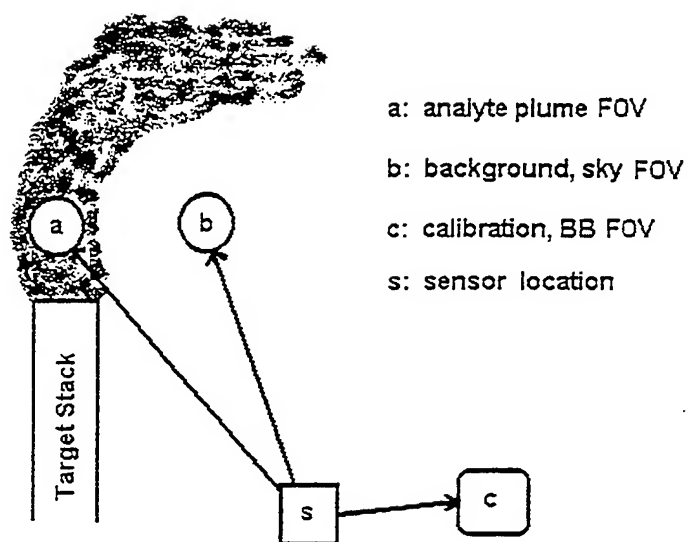 a: analyte plume FOV
b: background, sky FOV
c: calibration, BB FOV
s: sensor location
a
b
Target Stack
s
c